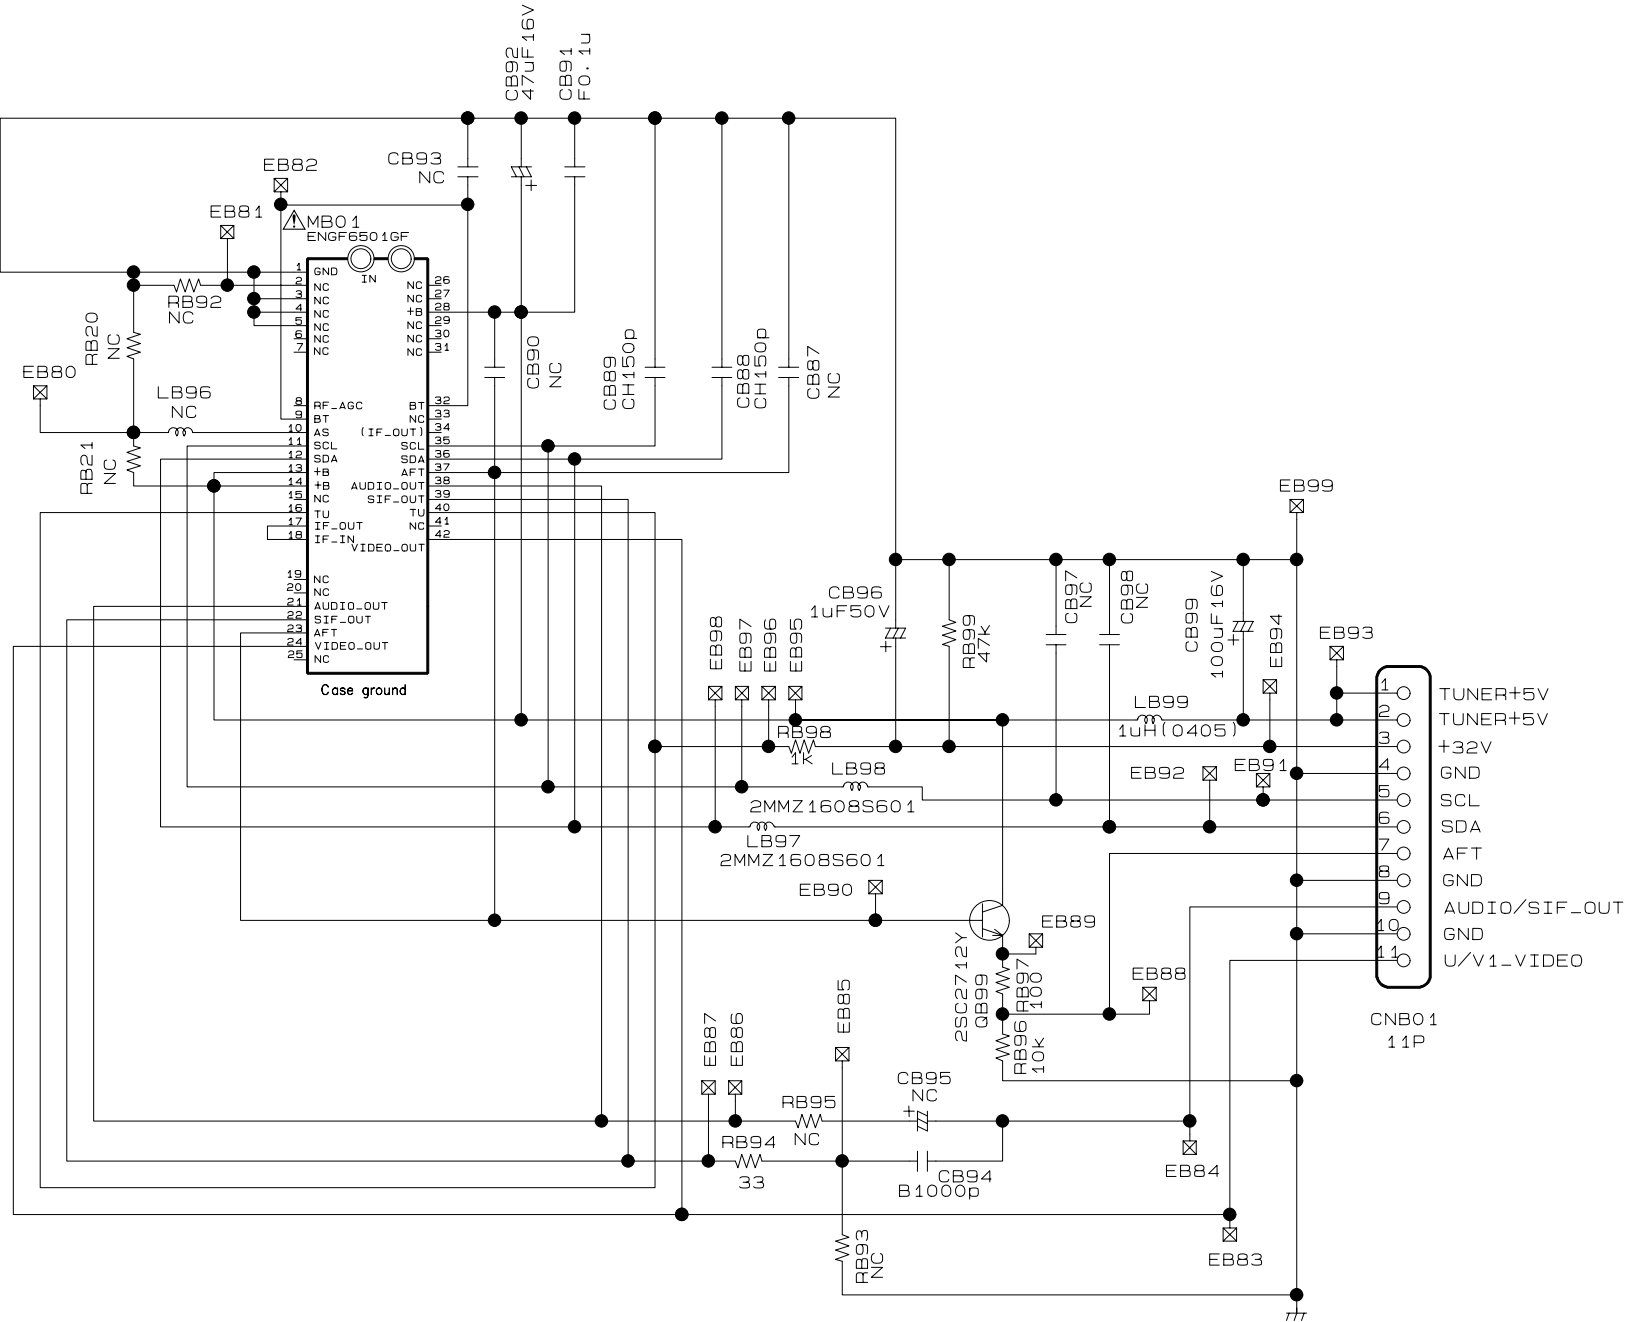 CB92
47uF16V
CB91
F0.1u
CB93
NC
EB82
EB81
MB01
ENGF6501GF
IN
RB92
NC
RB20
NC
EB80
LB96
NC
RB21
NC
1 GND
2 NC
3 NC
4 NC
5 NC
6 NC
7 NC
8 RF_AGC
9 BT
10 AS
11 SCL
12 SDA
13 +B
14 +B
15 NC
16 TU
17 IF_OUT
18 IF_IN
19 NC
20 NC
21 AUDIO_OUT
22 SIF_OUT
23 AFT
24 VIDEO_OUT
25 NC
NC 26
NC 27
+B 28
NC 29
NC 30
NC 31
BT 32
NC 33
(IF_OUT) 34
SCL 35
SDA 36
AFT 37
AUDIO_OUT 38
SIF_OUT 39
TU 40
NC 41
VIDEO_OUT 42
Case ground
CB90
NC
CB89
CH150p
CB88
CH150p
CB87
NC
EB99
CB96
1uF50V
RB99
47k
CB97
NC
CB98
NC
CB99
100uF16V
EB94
EB93
EB98
EB97
EB96
EB95
RB98
1k
LB99
1uH(0405)
LB98
2MMZ1608S601
LB97
2MMZ1608S601
EB92
EB91
EB90
1 TUNER+5V
2 TUNER+5V
3 +32V
4 GND
5 SCL
6 SDA
7 AFT
8 GND
9 AUDIO/SIF_OUT
10 GND
11 U/V1_VIDEO
CNB01
11P
2SC2712Y
QB99
EB89
RB97
100
RB96
10k
EB88
EB87
EB86
EB85
RB95
NC
CB95
NC
RB94
33
CB94
B1000p
RB93
NC
EB84
EB83